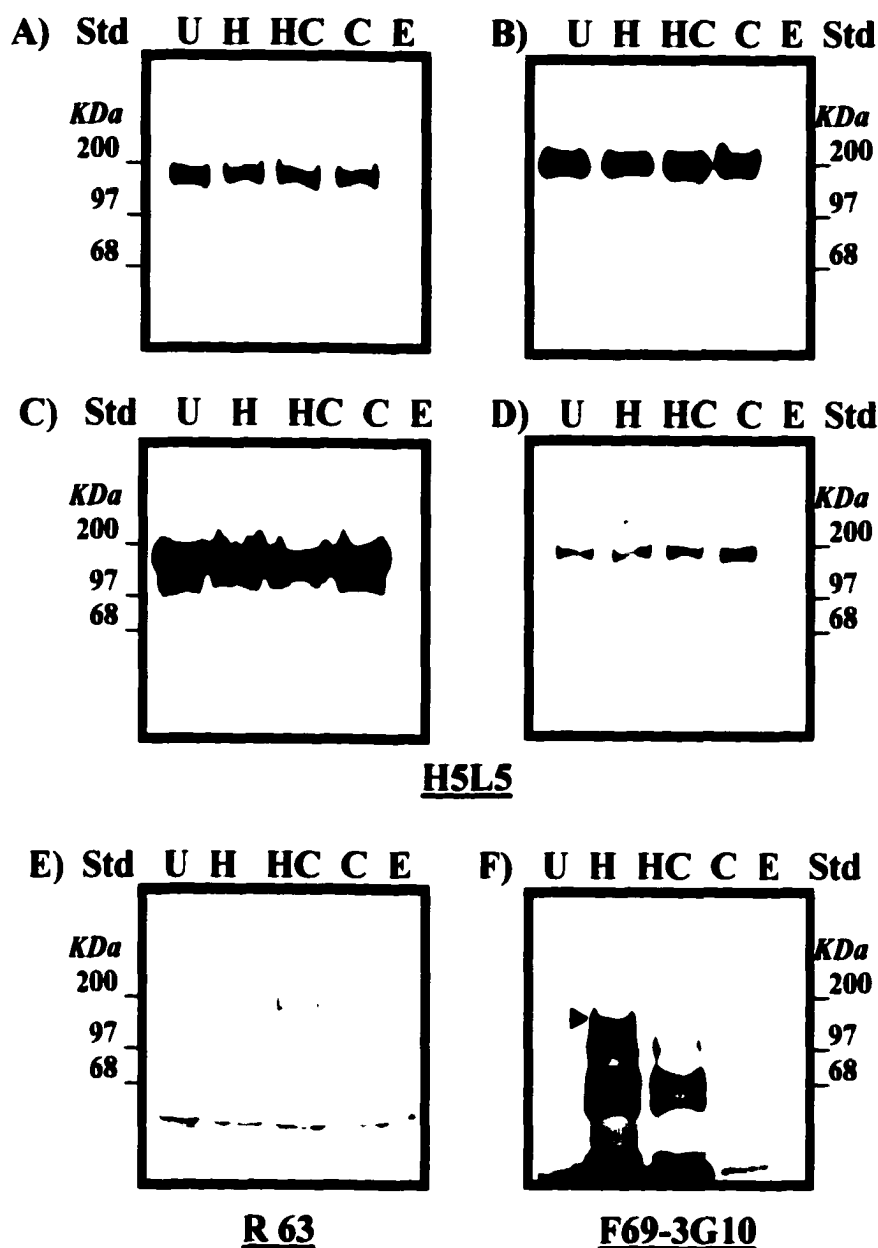 A) Std U H HC C E
KDa
200
97
68
B) U H HC C E Std
KDa
200
97
68
C) Std U H HC C E
KDa
200
97
68
D) U H HC C E Std
KDa
200
97
68
H5L5
E) Std U H HC C E
KDa
200
97
68
R 63
F) U H HC C E Std
KDa
200
97
68
F69-3G10